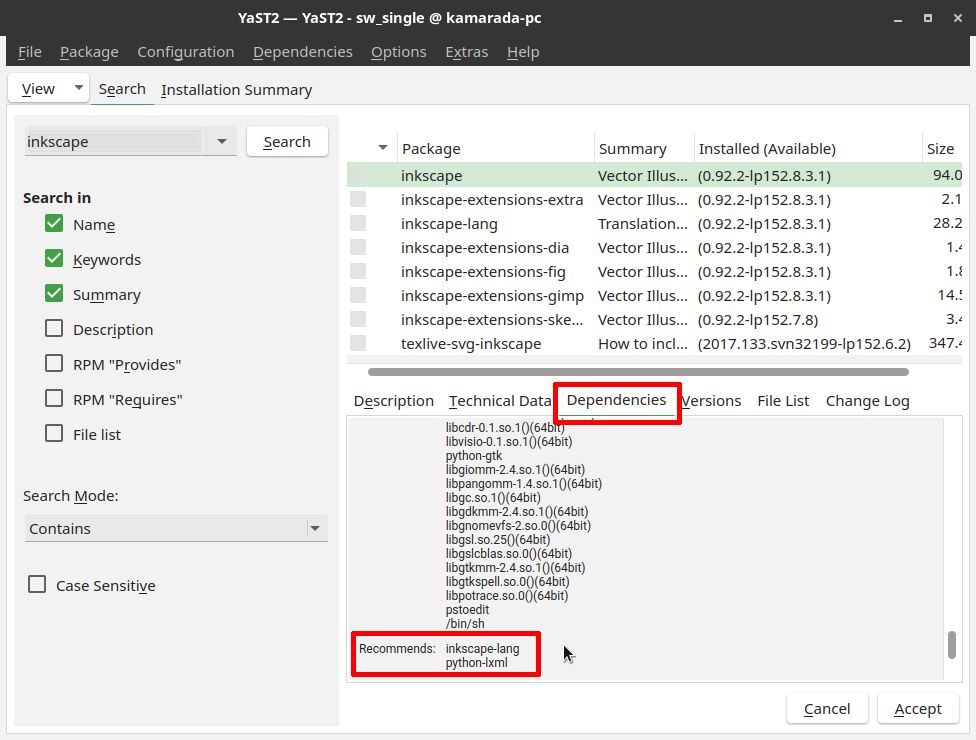 YaST2 — YaST2 - sw_single @ kamarada-pc
File Package Configuration Dependencies Options Extras Help
View Search Installation Summary
inkscape Search
Search in
Name
Keywords
Summary
Description
RPM "Provides"
RPM "Requires"
File list
Search Mode:
Contains
Case Sensitive
Package Summary Installed (Available) Size
inkscape Vector Illus... (0.92.2-lp152.8.3.1) 94.0
inkscape-extensions-extra Vector Illus... (0.92.2-lp152.8.3.1) 2.1
inkscape-lang Translation... (0.92.2-lp152.8.3.1) 28.2
inkscape-extensions-dia Vector Illus... (0.92.2-lp152.8.3.1) 1.4
inkscape-extensions-fig Vector Illus... (0.92.2-lp152.8.3.1) 1.8
inkscape-extensions-gimp Vector Illus... (0.92.2-lp152.8.3.1) 14.5
inkscape-extensions-ske... Vector Illus... (0.92.2-lp152.7.8) 3.4
texlive-svg-inkscape How to incl... (2017.133.svn32199-lp152.6.2) 347.4
Description Technical Data Dependencies Versions File List Change Log
libcdr-0.1.so.1()(64bit)
libvisio-0.1.so.1()(64bit)
python-gtk
libgiomm-2.4.so.1()(64bit)
libpangomm-1.4.so.1()(64bit)
libgc.so.1()(64bit)
libgdkmm-2.4.so.1()(64bit)
libgnomevfs-2.so.0()(64bit)
libgsl.so.25()(64bit)
libgslcblas.so.0()(64bit)
libgtkmm-2.4.so.1()(64bit)
libgtkspell.so.0()(64bit)
libpotrace.so.0()(64bit)
pstoedit
/bin/sh
Recommends: inkscape-lang
python-lxml
Cancel Accept